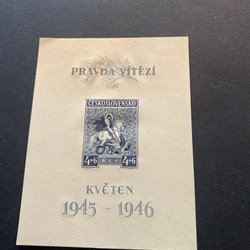 PRAVDA VÍTĚZÍ
ČESKOSLOVENSKO
4+6 Kčs 4+6
KVĚTEN
1945 - 1946